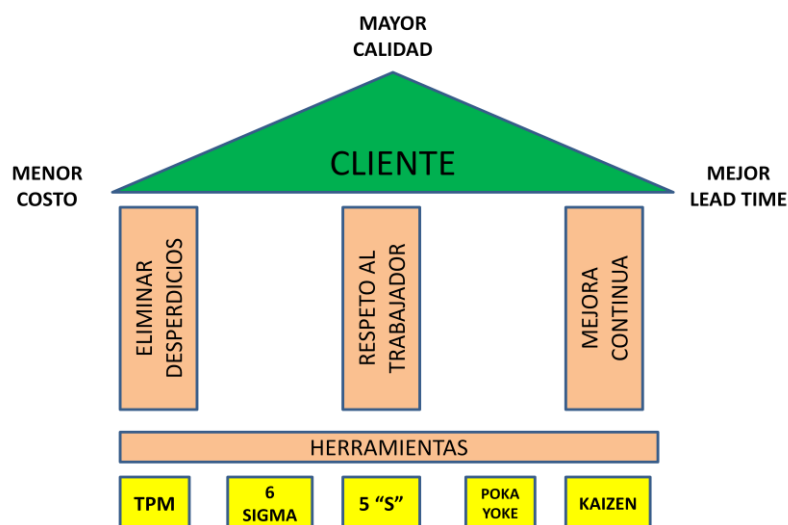 MAYOR
CALIDAD
CLIENTE
MENOR
COSTO
MEJOR
LEAD TIME
ELIMINAR
DESPERDICIOS
RESPETO AL
TRABAJADOR
MEJORA
CONTINUA
HERRAMIENTAS
TPM
6
SIGMA
5 “S”
POKA
YOKE
KAIZEN